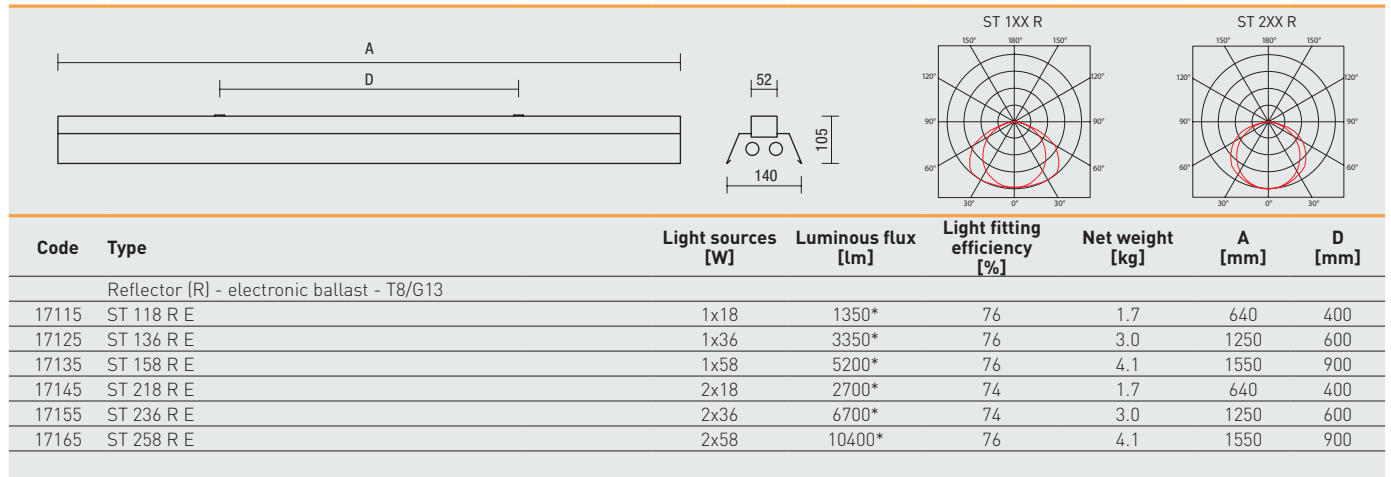 ST 1XX R
150° 180° 150°
120° 120°
90° 90°
60° 60°
30° 0° 30°
ST 2XX R
150° 180° 150°
120° 120°
90° 90°
60° 60°
30° 0° 30°
A
D
52
105
140
Code Type Light sources [W] Luminous flux [lm] Light fitting efficiency [%] Net weight [kg] A [mm] D [mm]
Reflector (R) - electronic ballast - T8/G13
17115 ST 118 R E 1x18 1350* 76 1.7 640 400
17125 ST 136 R E 1x36 3350* 76 3.0 1250 600
17135 ST 158 R E 1x58 5200* 76 4.1 1550 900
17145 ST 218 R E 2x18 2700* 74 1.7 640 400
17155 ST 236 R E 2x36 6700* 74 3.0 1250 600
17165 ST 258 R E 2x58 10400* 76 4.1 1550 900